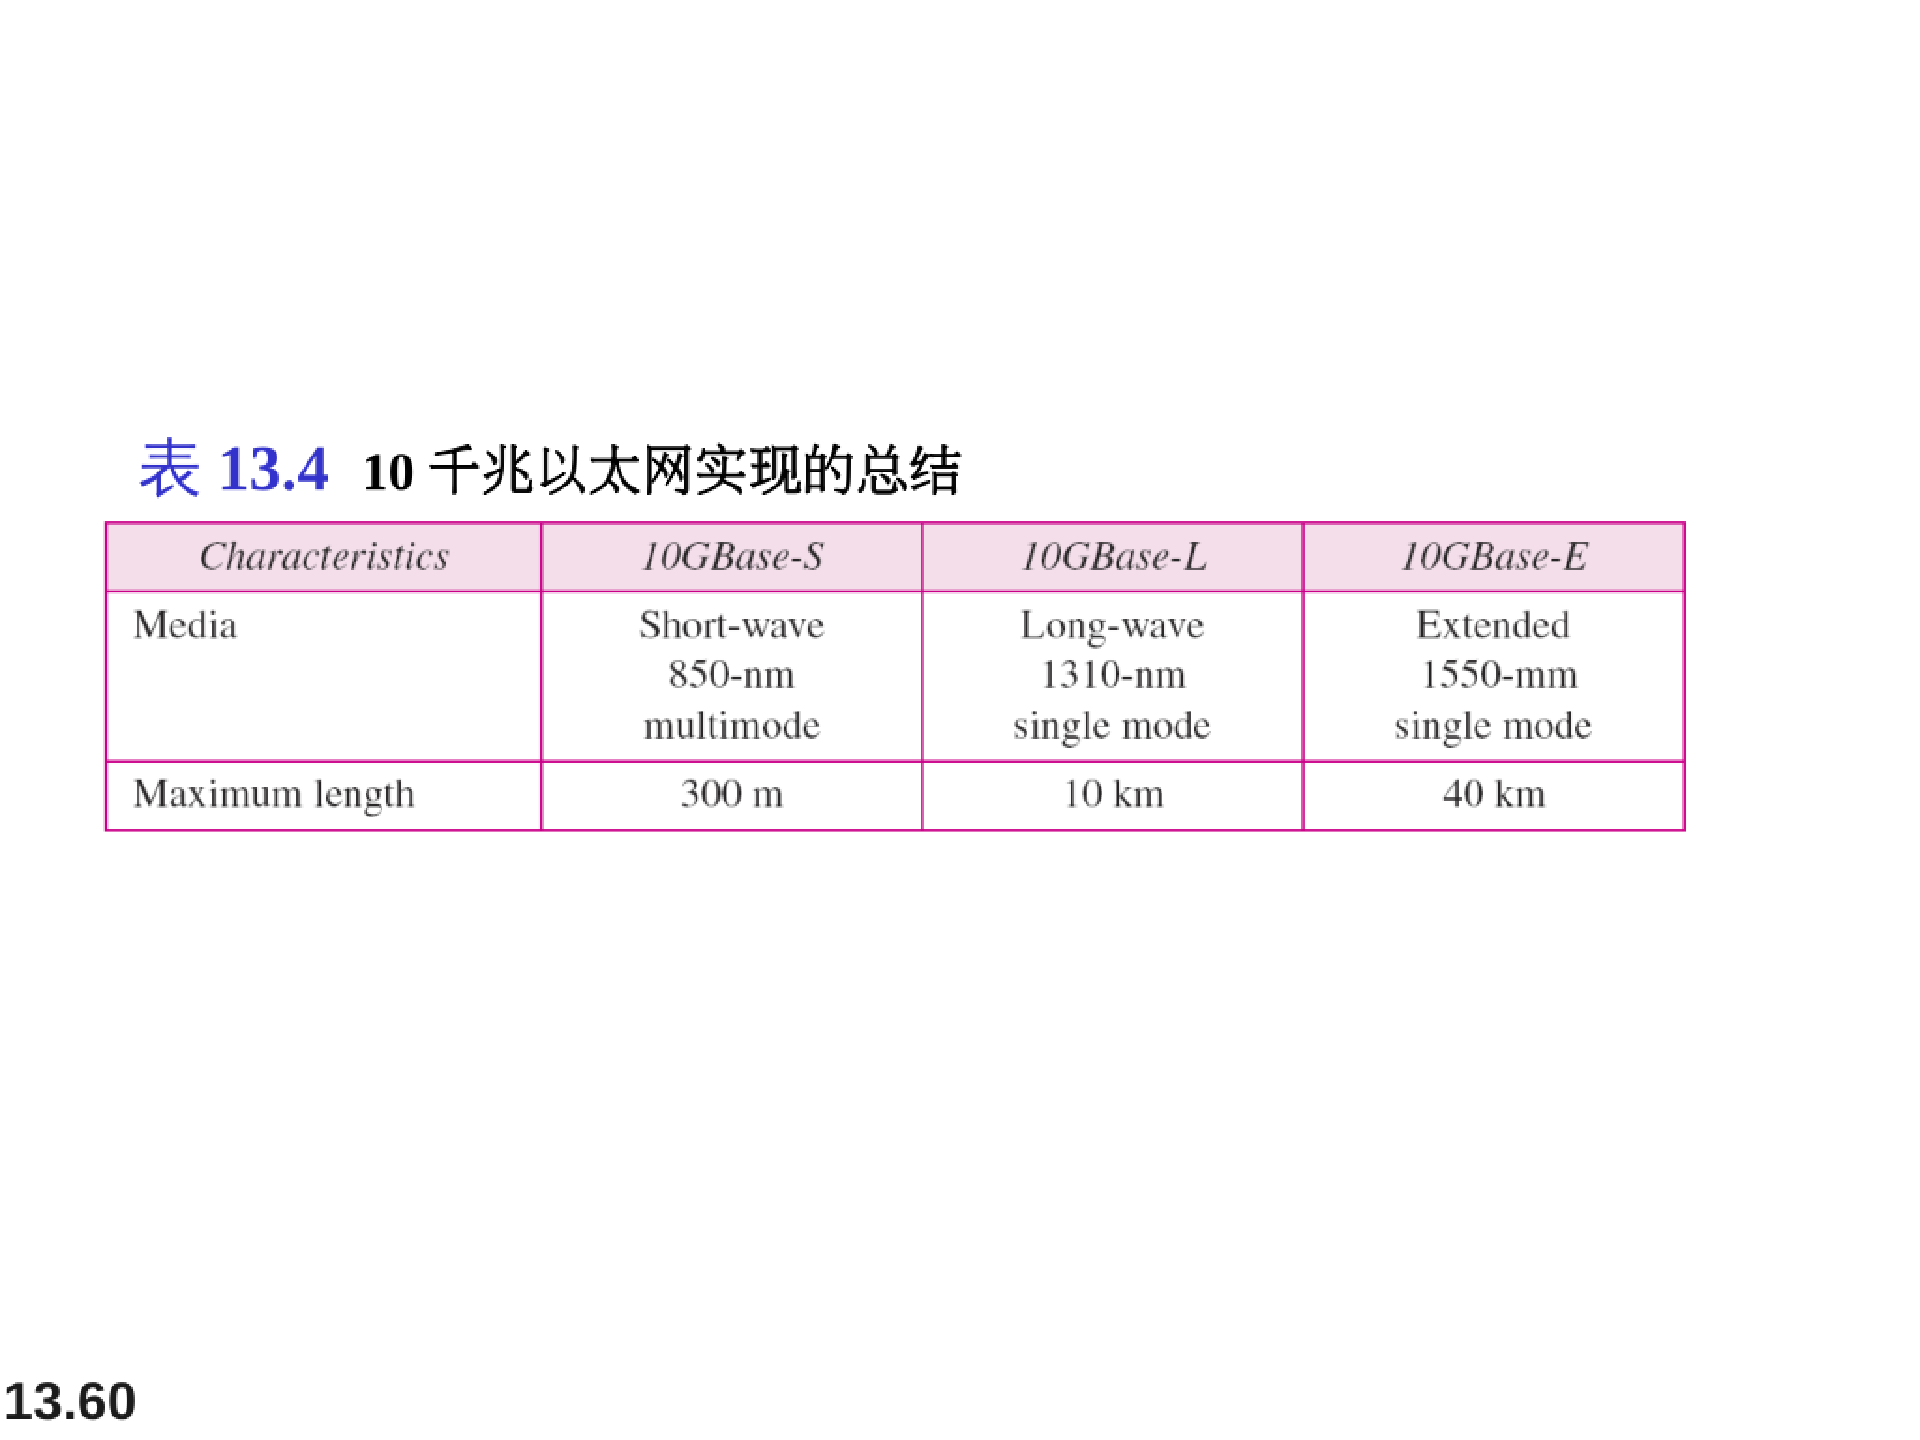 表 13.4 10 千兆以太网实现的总结
Characteristics 10GBase-S 10GBase-L 10GBase-E
Media Short-wave Long-wave Extended
850-nm 1310-nm 1550-mm
multimode single mode single mode
Maximum length 300 m 10 km 40 km
13.60